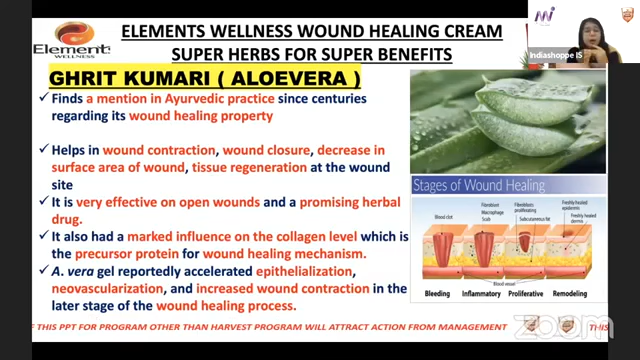 ELEMENTS WELLNESS WOUND HEALING CREAM
SUPER HERBS FOR SUPER BENEFITS
Elements
WELLNESS
Indiashoppe IS
GHRIT KUMARI ( ALOEVERA )
Finds a mention in Ayurvedic practice since centuries
regarding its wound healing property
Helps in wound contraction, wound closure, decrease in
surface area of wound, tissue regeneration at the wound
site
It is very effective on open wounds and a promising herbal
drug.
It also had a marked influence on the collagen level which is
the precursor protein for wound healing mechanism.
A. vera gel reportedly accelerated epithelialization,
neovascularization, and increased wound contraction in the
later stage of the wound healing process.
Stages of Wound Healing
Blood clot
Fibroblast
Macrophage
Scab
Fibroblasts
proliferating
Subcutaneous fat
Freshly healed
epidermis
Freshly healed
dermis
Blood vessel
Bleeding
Inflammatory
Proliferative
Remodeling
F THIS PPT FOR PROGRAM OTHER THAN HARVEST PROGRAM WILL ATTRACT ACTION FROM MANAGEMENT
THIS
zoom